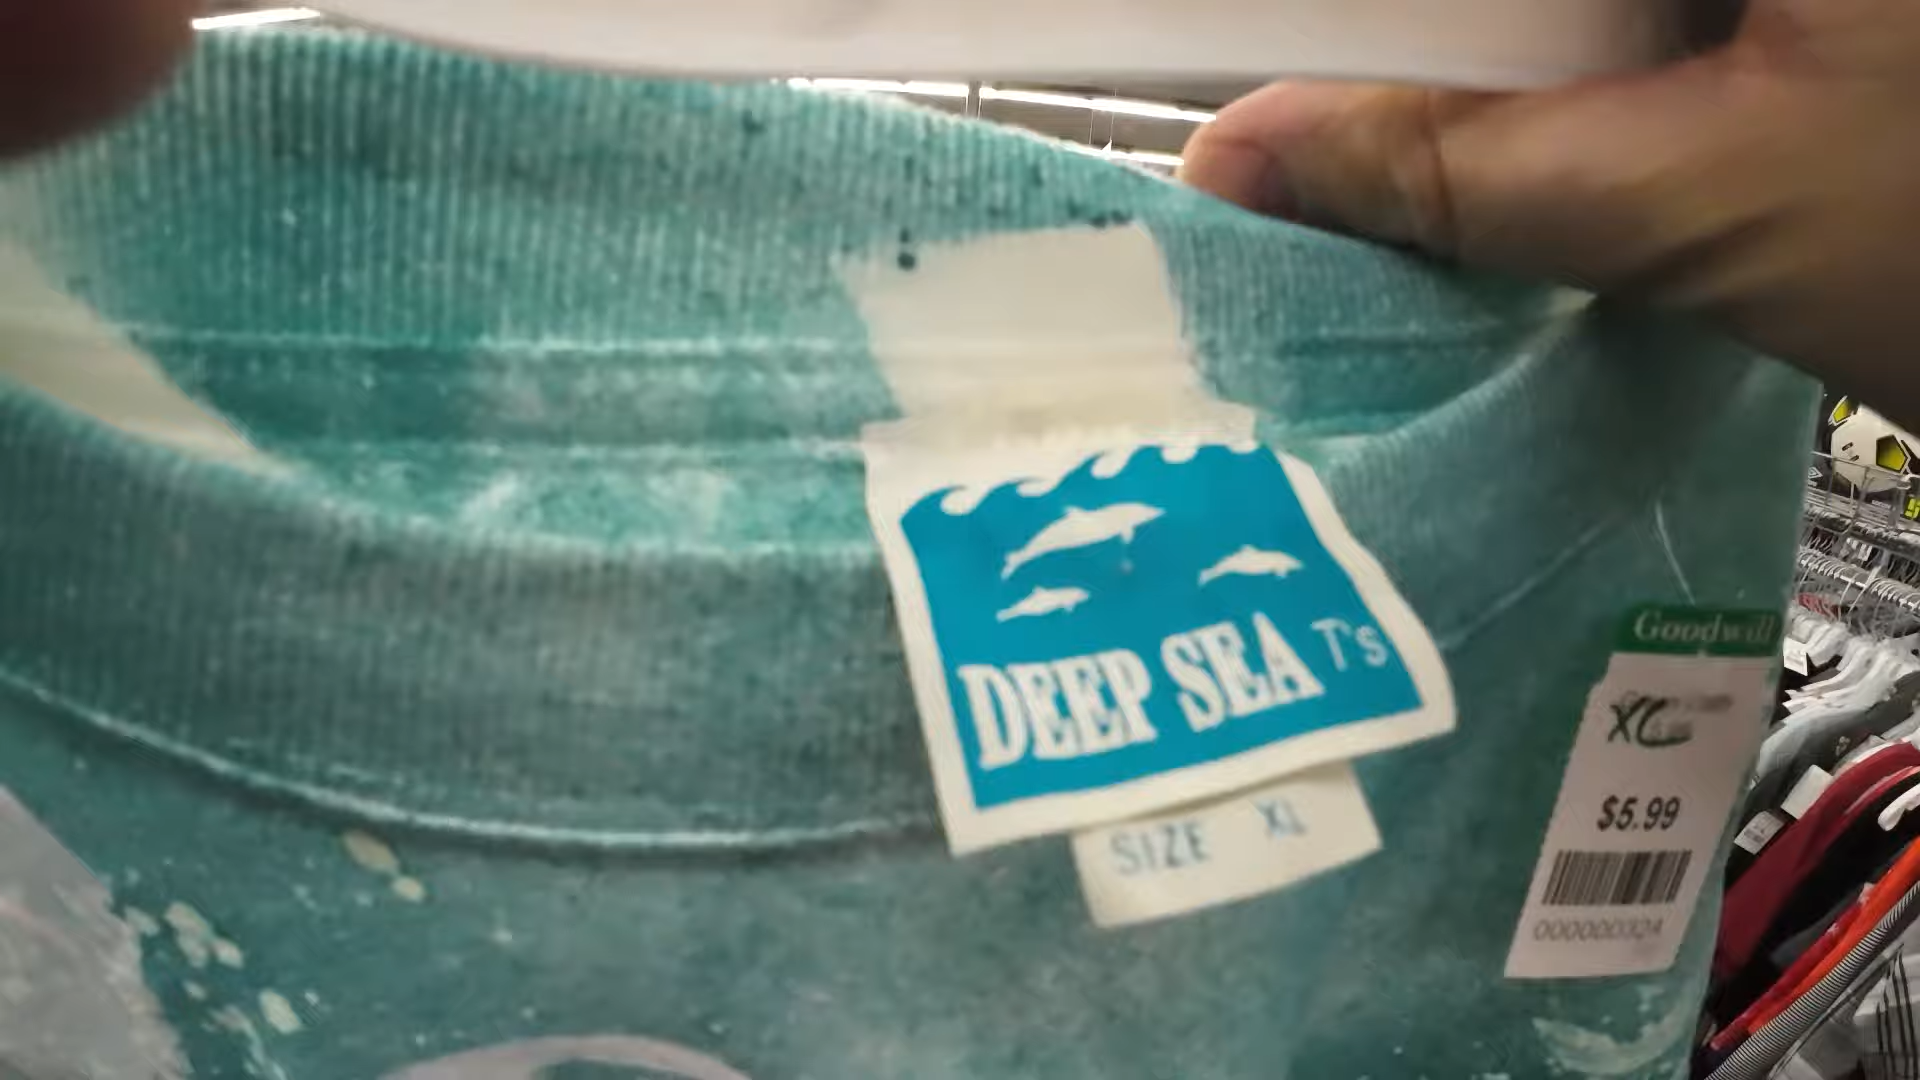 DEEP SEA T's
SIZE XL
Goodwill
XL
$5.99
000000324